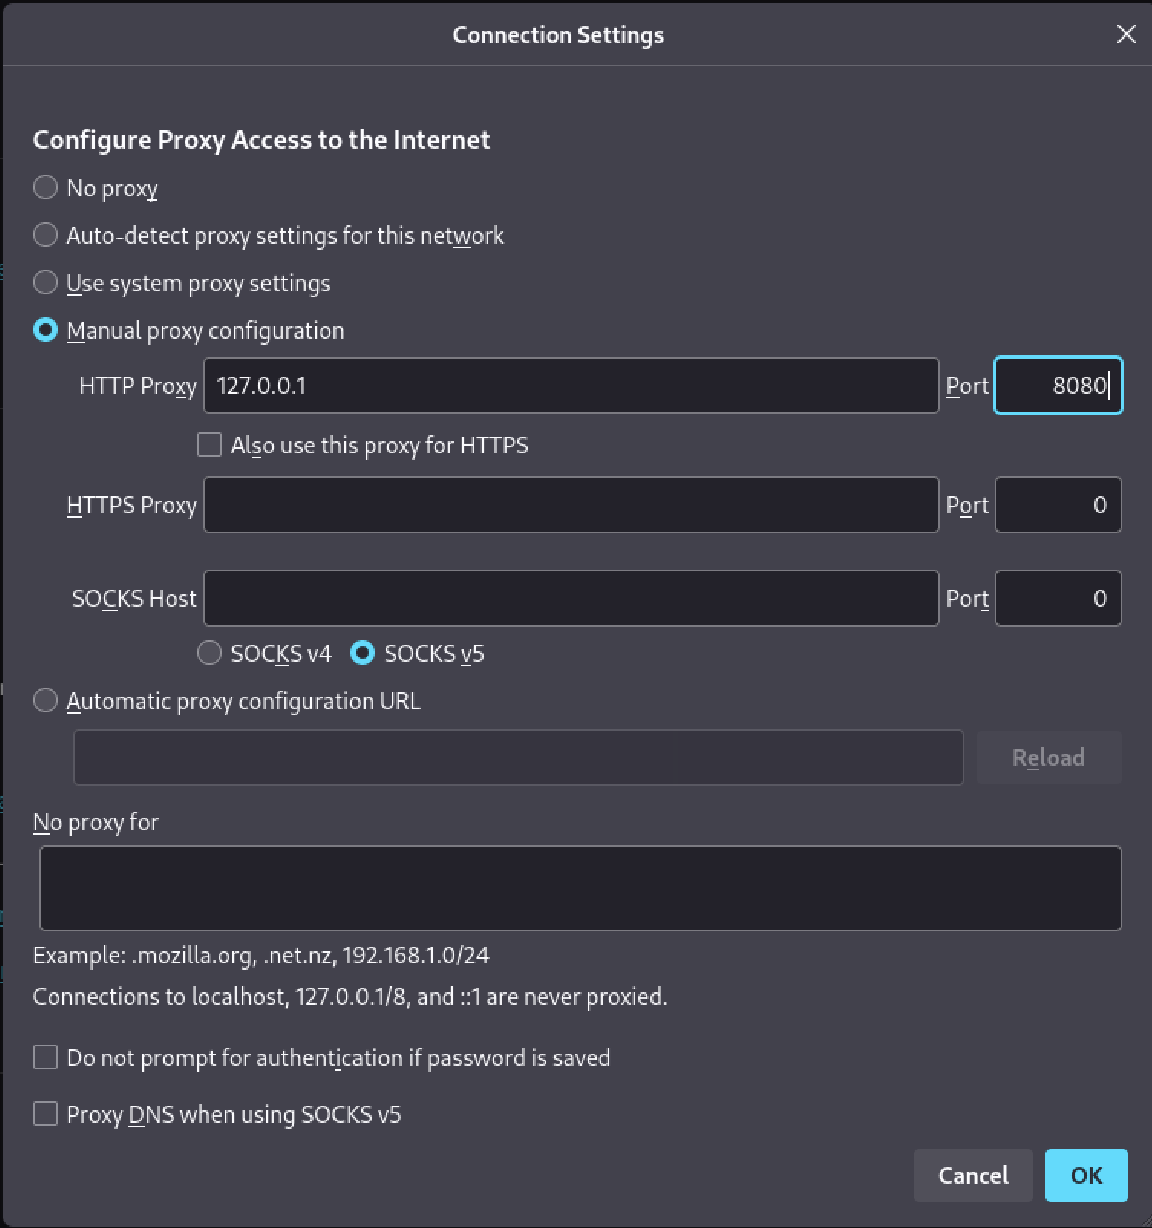 Connection Settings
Configure Proxy Access to the Internet
No proxy
Auto-detect proxy settings for this network
Use system proxy settings
Manual proxy configuration
HTTP Proxy 127.0.0.1 Port 8080
Also use this proxy for HTTPS
HTTPS Proxy Port 0
SOCKS Host Port 0
SOCKS v4 SOCKS v5
Automatic proxy configuration URL
Reload
No proxy for
Example: .mozilla.org, .net.nz, 192.168.1.0/24
Connections to localhost, 127.0.0.1/8, and ::1 are never proxied.
Do not prompt for authentication if password is saved
Proxy DNS when using SOCKS v5
Cancel OK